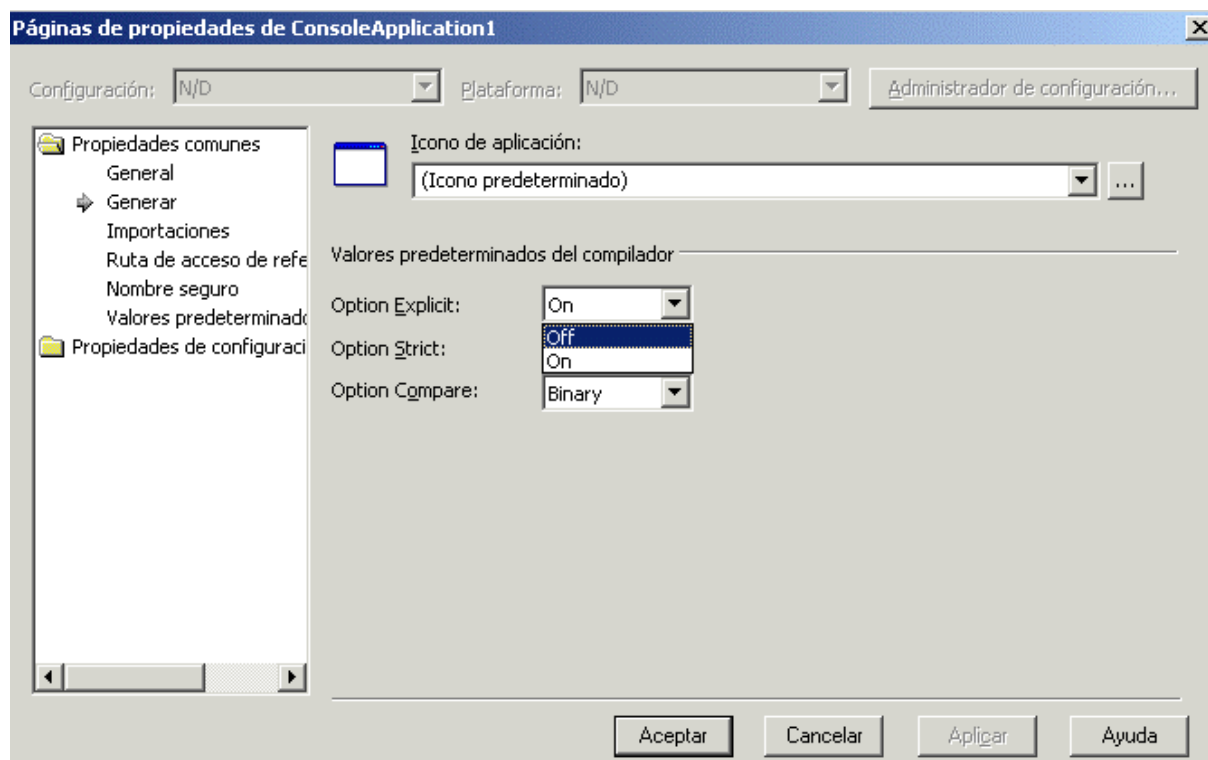 Páginas de propiedades de ConsoleApplication1
Configuración: N/D Plataforma: N/D Administrador de configuración...
Propiedades comunes
General
Generar
Importaciones
Ruta de acceso de refe
Nombre seguro
Valores predeterminado
Propiedades de configuraci
Icono de aplicación:
(Icono predeterminado) ...
Valores predeterminados del compilador
Option Explicit: On
Off
Option Strict: On
Option Compare: Binary
Aceptar Cancelar Aplicar Ayuda